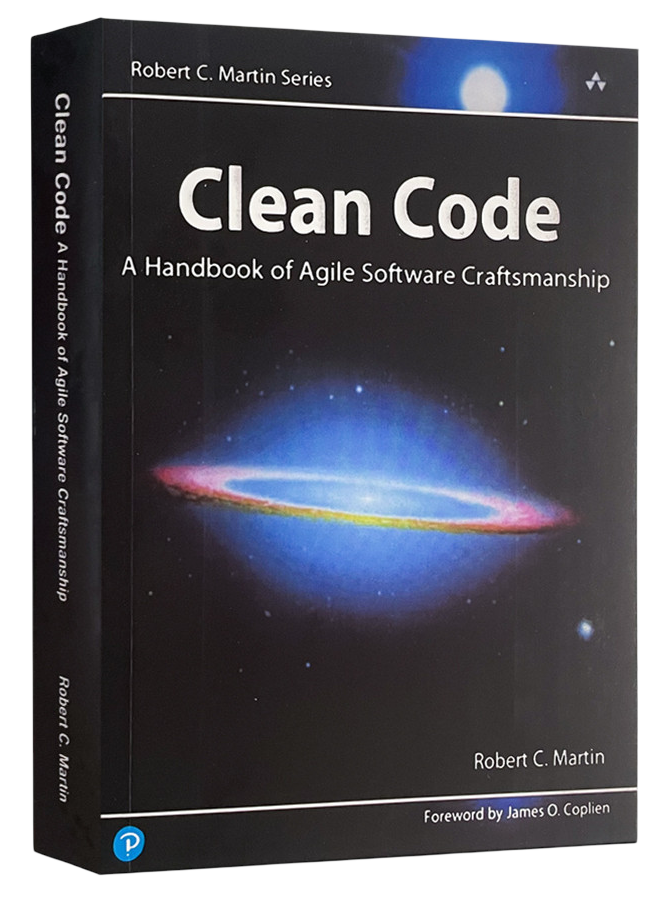 Robert C. Martin Series
Clean Code
A Handbook of Agile Software Craftsmanship
Robert C. Martin
Foreword by James O. Coplien
Clean Code A Handbook of Agile Software Craftsmanship Robert C. Martin
P